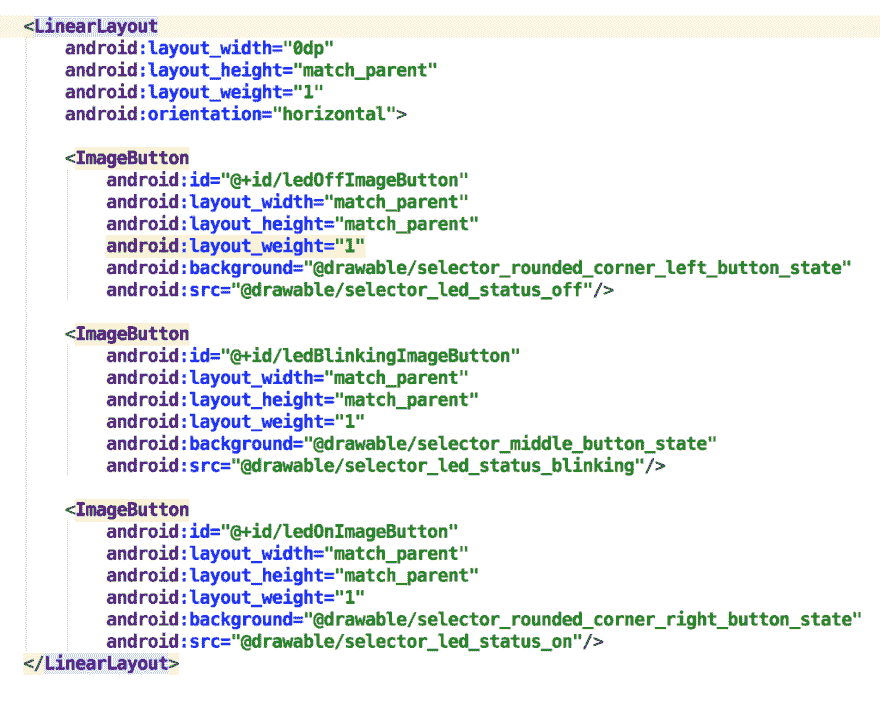 <LinearLayout
android:layout_width="0dp"
android:layout_height="match_parent"
android:layout_weight="1"
android:orientation="horizontal">
<ImageButton
android:id="@+id/ledOffImageButton"
android:layout_width="match_parent"
android:layout_height="match_parent"
android:layout_weight="1"
android:background="@drawable/selector_rounded_corner_left_button_state"
android:src="@drawable/selector_led_status_off"/>
<ImageButton
android:id="@+id/ledBlinkingImageButton"
android:layout_width="match_parent"
android:layout_height="match_parent"
android:layout_weight="1"
android:background="@drawable/selector_middle_button_state"
android:src="@drawable/selector_led_status_blinking"/>
<ImageButton
android:id="@+id/ledOnImageButton"
android:layout_width="match_parent"
android:layout_height="match_parent"
android:layout_weight="1"
android:background="@drawable/selector_rounded_corner_right_button_state"
android:src="@drawable/selector_led_status_on"/>
</LinearLayout>